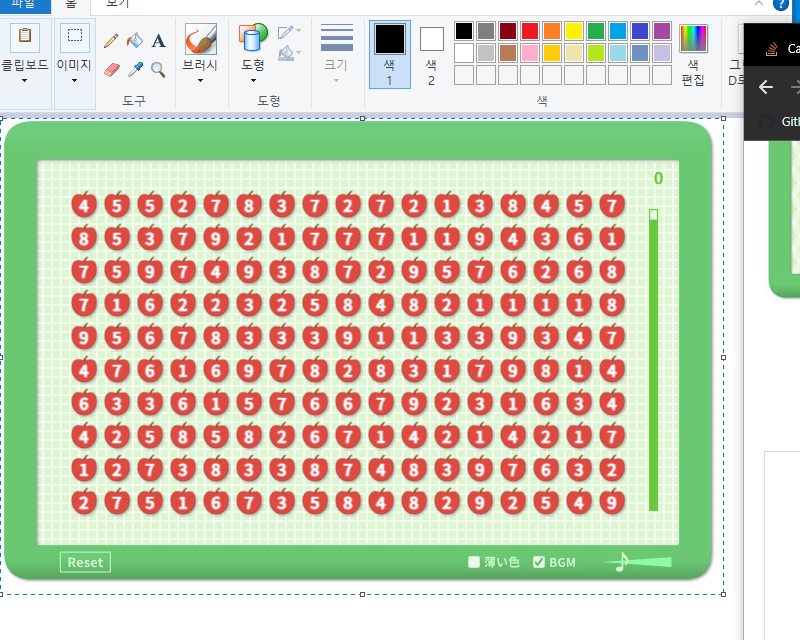 파일 홈 보기
클립보드 이미지 A 브러시 도형 크기 색 1 색 2 색 편집
도구 도형 색
Ca
Gitl
0
4 5 5 2 7 8 3 7 2 7 2 1 3 8 4 5 7
8 5 3 7 9 2 1 7 7 7 1 1 9 4 3 6 1
7 5 9 7 4 9 3 8 7 2 9 5 7 6 2 6 8
7 1 6 2 2 3 2 5 8 4 8 2 1 1 1 1 8
9 5 6 7 8 3 3 3 9 1 1 3 3 9 3 4 7
4 7 6 1 6 9 7 8 2 8 3 1 7 9 8 1 4
6 3 3 6 1 5 7 6 6 7 9 2 3 1 6 3 4
4 2 5 8 5 8 2 6 7 1 4 2 1 4 2 1 7
1 2 7 3 8 3 3 8 7 4 8 3 9 7 6 3 2
2 7 5 1 6 7 3 5 8 4 8 2 9 2 5 4 9
Reset 薄い色 BGM